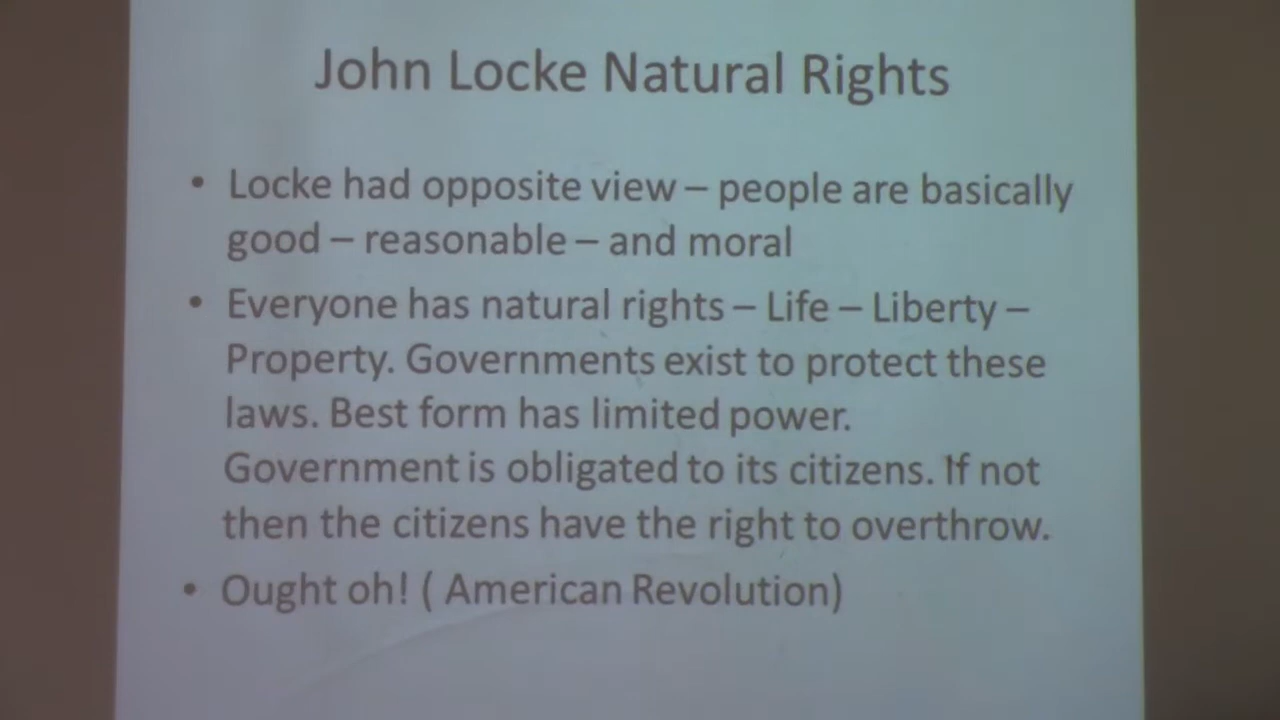 John Locke Natural Rights
• Locke had opposite view – people are basically
good – reasonable – and moral
• Everyone has natural rights – Life – Liberty –
Property. Governments exist to protect these
laws. Best form has limited power.
Government is obligated to its citizens. If not
then the citizens have the right to overthrow.
• Ought oh! ( American Revolution)